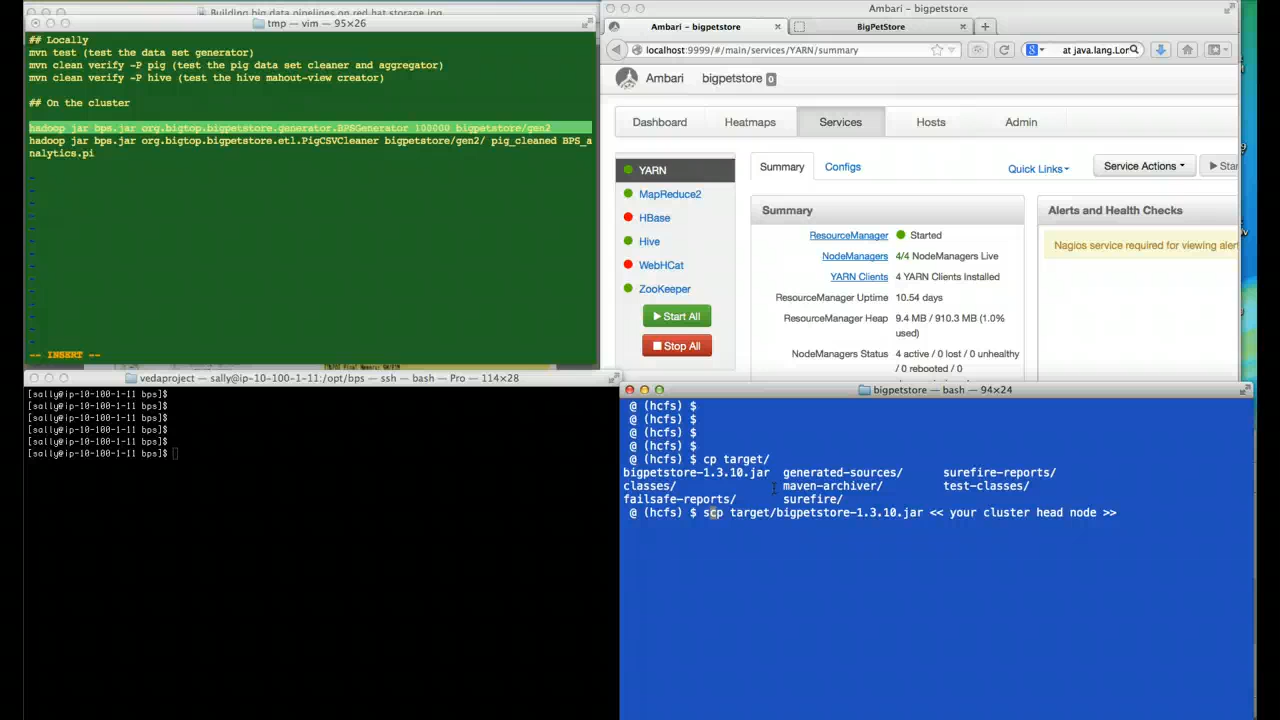 Building big data pipelines on red hat storage.jpg
tmp — vim — 95×26
## Locally
mvn test (test the data set generator)
mvn clean verify -P pig (test the pig data set cleaner and aggregator)
mvn clean verify -P hive (test the hive mahout-view creator)
## On the cluster
hadoop jar bps.jar org.bigtop.bigpetstore.generator.BPSGenerator 100000 bigpetstore/gen2
hadoop jar bps.jar org.bigtop.bigpetstore.etl.PigCSVCleaner bigpetstore/gen2/ pig_cleaned BPS_a
nalytics.pi
~
~
~
~
~
~
~
~
~
~
~
~
~
~
-- INSERT --
Ambari - bigpetstore
Ambari - bigpetstore
BigPetStore
localhost:9999/#/main/services/YARN/summary
at java.lang.Lor
Ambari bigpetstore 0
Dashboard
Heatmaps
Services
Hosts
Admin
YARN
MapReduce2
HBase
Hive
WebHCat
ZooKeeper
Start All
Stop All
Summary
Configs
Quick Links
Service Actions
Star
Summary
ResourceManager Started
NodeManagers 4/4 NodeManagers Live
YARN Clients 4 YARN Clients Installed
ResourceManager Uptime 10.54 days
ResourceManager Heap 9.4 MB / 910.3 MB (1.0%
used)
NodeManagers Status 4 active / 0 lost / 0 unhealthy
/ 0 rebooted / 0
Alerts and Health Checks
Nagios service required for viewing alert
vedaproject — sally@ip-10-100-1-11:/opt/bps — ssh — bash — Pro — 114×28
[sally@ip-10-100-1-11 bps]$
[sally@ip-10-100-1-11 bps]$
[sally@ip-10-100-1-11 bps]$
[sally@ip-10-100-1-11 bps]$
[sally@ip-10-100-1-11 bps]$
[sally@ip-10-100-1-11 bps]$
bigpetstore — bash — 94×24
@ (hcfs) $
@ (hcfs) $
@ (hcfs) $
@ (hcfs) $
@ (hcfs) $ cp target/
bigpetstore-1.3.10.jar generated-sources/ surefire-reports/
classes/ maven-archiver/ test-classes/
failsafe-reports/ surefire/
@ (hcfs) $ scp target/bigpetstore-1.3.10.jar << your cluster head node >>